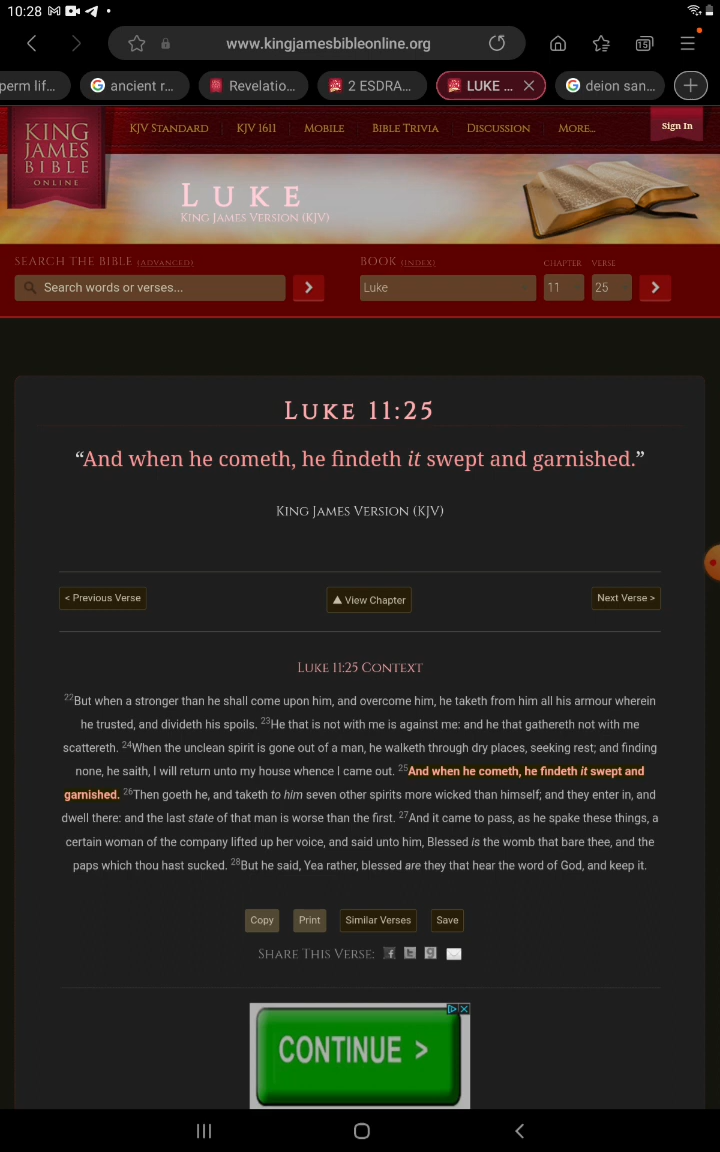 10:28
www.kingjamesbibleonline.org
15
perm lif...
ancient r...
Revelatio...
2 ESDRA...
LUKE ...
deion san...
KING
JAMES
BIBLE
ONLINE
KJV STANDARD
KJV 1611
MOBILE
BIBLE TRIVIA
DISCUSSION
MORE...
Sign In
LUKE
KING JAMES VERSION (KJV)
SEARCH THE BIBLE (ADVANCED)
BOOK (INDEX)
CHAPTER
VERSE
Search words or verses...
Luke
11
25
LUKE 11:25
“And when he cometh, he findeth it swept and garnished.”
KING JAMES VERSION (KJV)
< Previous Verse
▲ View Chapter
Next Verse >
LUKE 11:25 CONTEXT
22But when a stronger than he shall come upon him, and overcome him, he taketh from him all his armour wherein
he trusted, and divideth his spoils. 23He that is not with me is against me: and he that gathereth not with me
scattereth. 24When the unclean spirit is gone out of a man, he walketh through dry places, seeking rest; and finding
none, he saith, I will return unto my house whence I came out. 25And when he cometh, he findeth it swept and
garnished. 26Then goeth he, and taketh to him seven other spirits more wicked than himself; and they enter in, and
dwell there: and the last state of that man is worse than the first. 27And it came to pass, as he spake these things, a
certain woman of the company lifted up her voice, and said unto him, Blessed is the womb that bare thee, and the
paps which thou hast sucked. 28But he said, Yea rather, blessed are they that hear the word of God, and keep it.
Copy
Print
Similar Verses
Save
SHARE THIS VERSE:
CONTINUE >